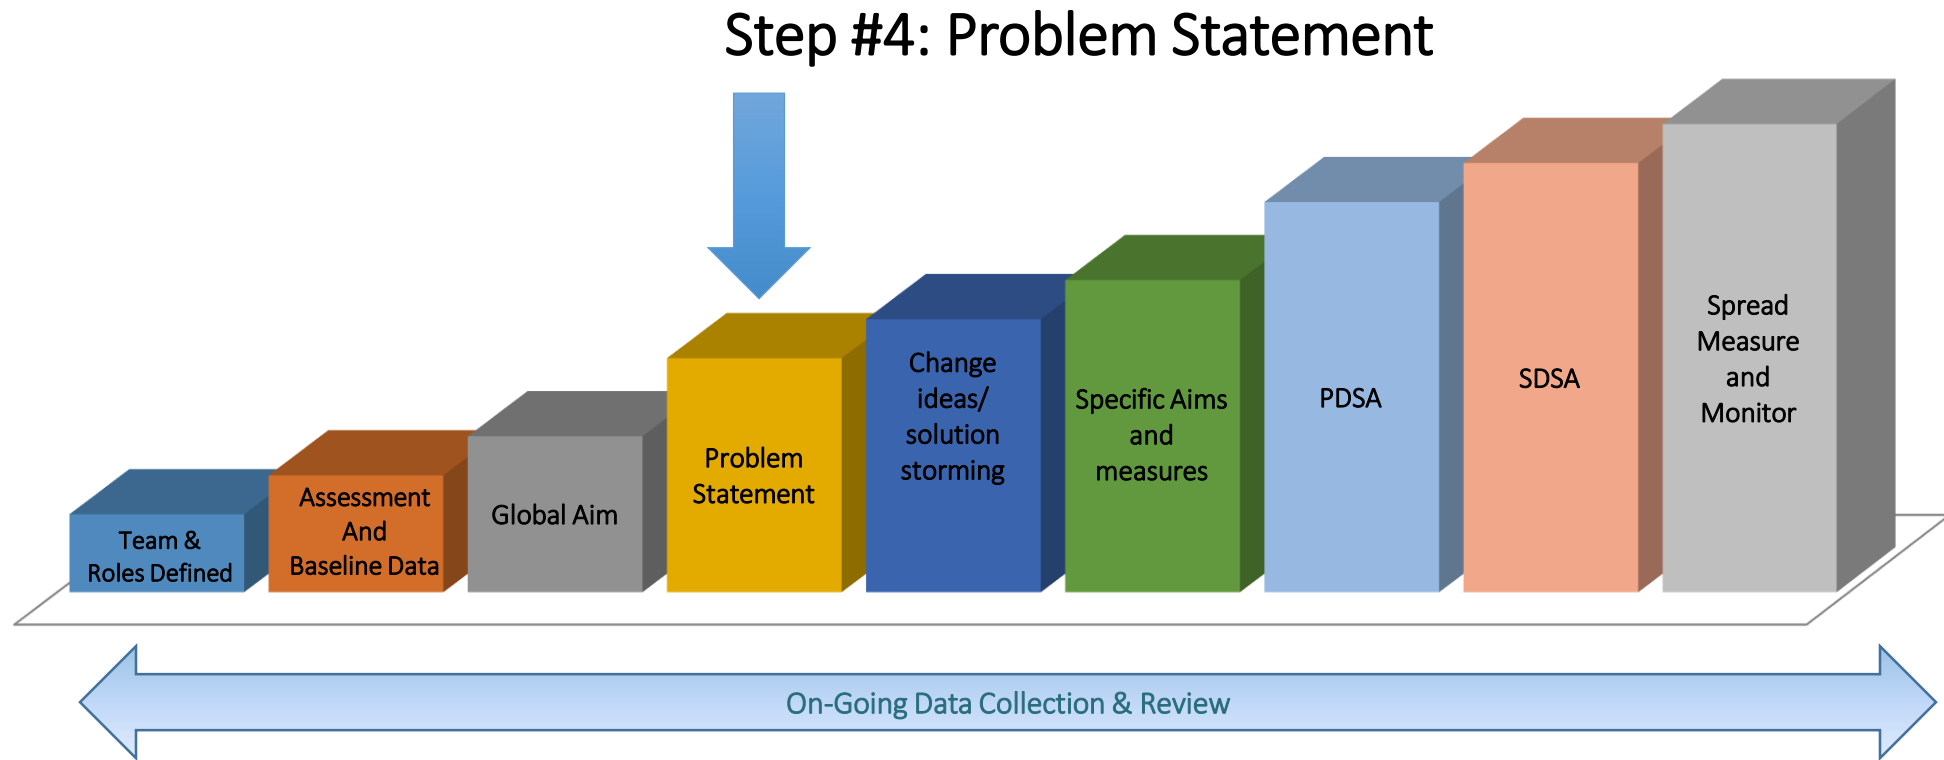 Step #4: Problem Statement
Team &
Roles Defined
Assessment
And
Baseline Data
Global Aim
Problem
Statement
Change
ideas/
solution
storming
Specific Aims
and
measures
PDSA
SDSA
Spread
Measure
and
Monitor
On-Going Data Collection & Review